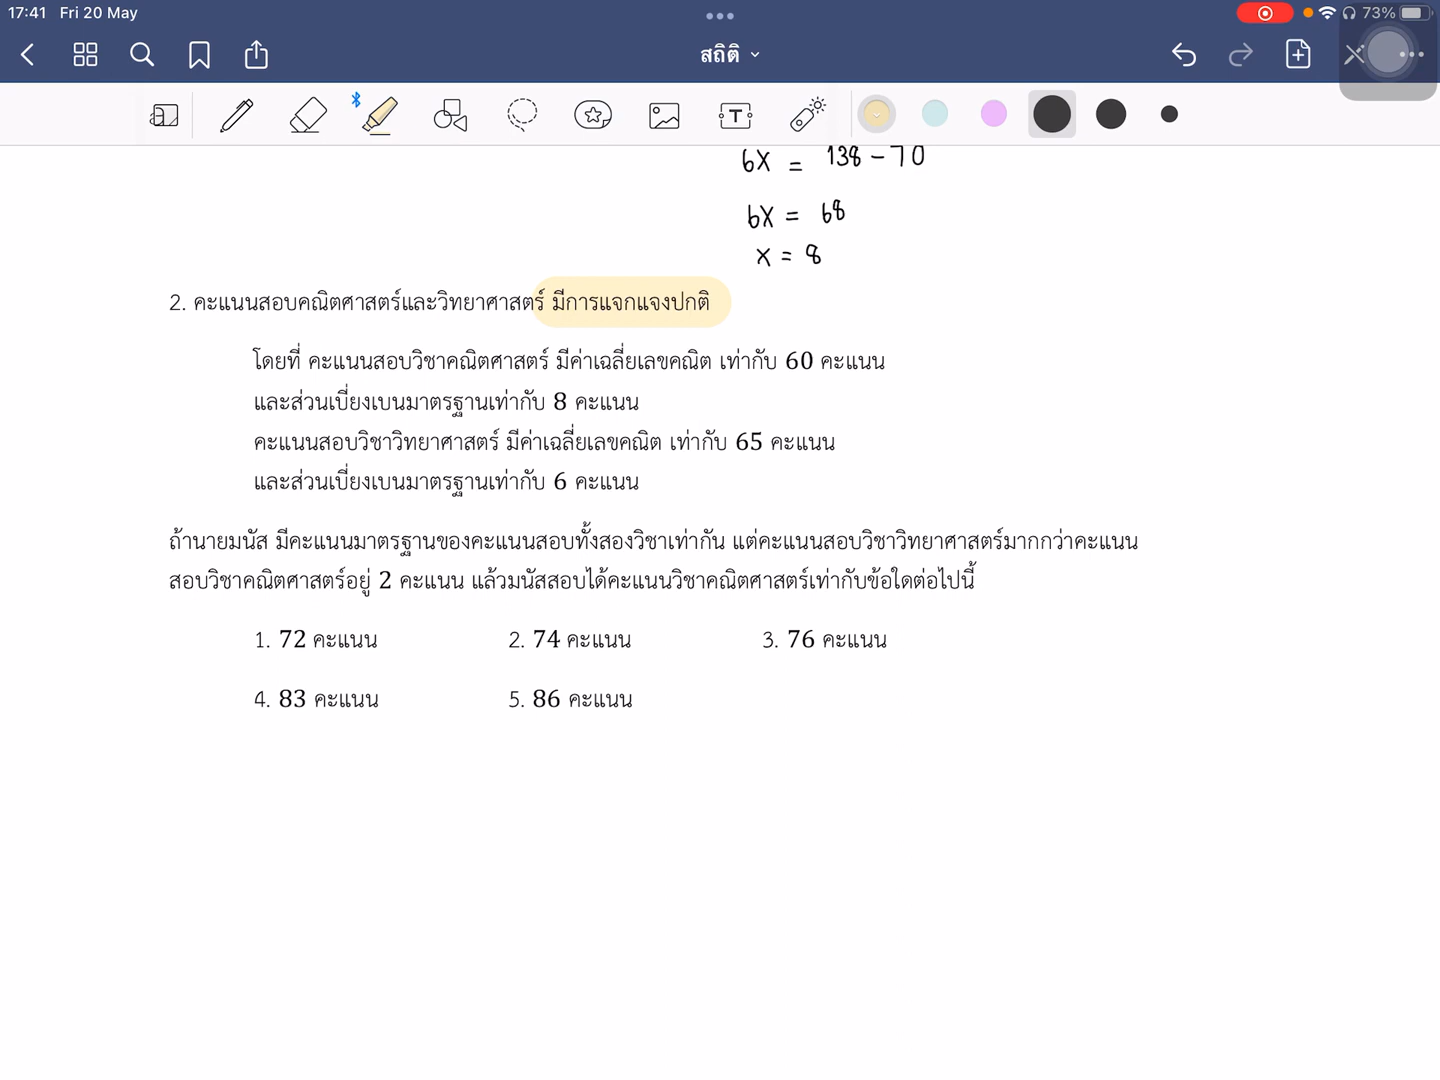 17:41 Fri 20 May
73%
สถิติ
6x = 138 - 70
6x = 68
x = 8
2. คะแนนสอบคณิตศาสตร์และวิทยาศาสตร์ มีการแจกแจงปกติ
โดยที่ คะแนนสอบวิชาคณิตศาสตร์ มีค่าเฉลี่ยเลขคณิต เท่ากับ 60 คะแนน
และส่วนเบี่ยงเบนมาตรฐานเท่ากับ 8 คะแนน
คะแนนสอบวิชาวิทยาศาสตร์ มีค่าเฉลี่ยเลขคณิต เท่ากับ 65 คะแนน
และส่วนเบี่ยงเบนมาตรฐานเท่ากับ 6 คะแนน
ถ้านายมนัส มีคะแนนมาตรฐานของคะแนนสอบทั้งสองวิชาเท่ากัน แต่คะแนนสอบวิชาวิทยาศาสตร์มากกว่าคะแนน
สอบวิชาคณิตศาสตร์อยู่ 2 คะแนน แล้วมนัสสอบได้คะแนนวิชาคณิตศาสตร์เท่ากับข้อใดต่อไปนี้
1. 72 คะแนน 2. 74 คะแนน 3. 76 คะแนน
4. 83 คะแนน 5. 86 คะแนน